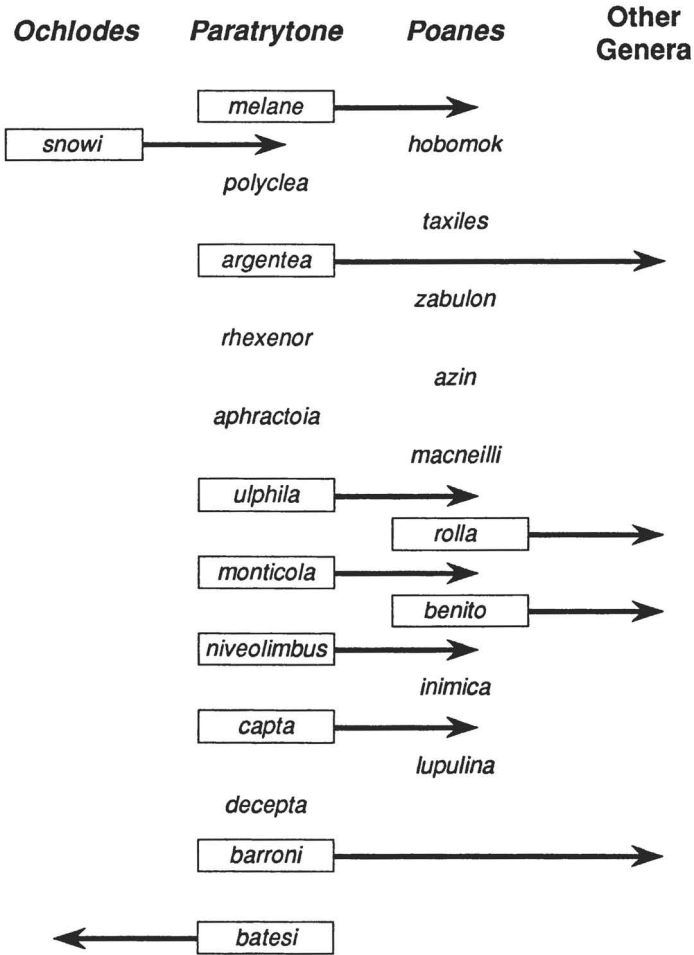 Ochlodes Paratrytone Poanes Other Genera
melane
snowi hobomok
polyclea
taxiles
argentea
zabulon
rhexenor
azin
aphractoia
macneilli
ulphila
rolla
monticola
benito
niveolimbus
inimica
capta
lupulina
decepta
barroni
batesi